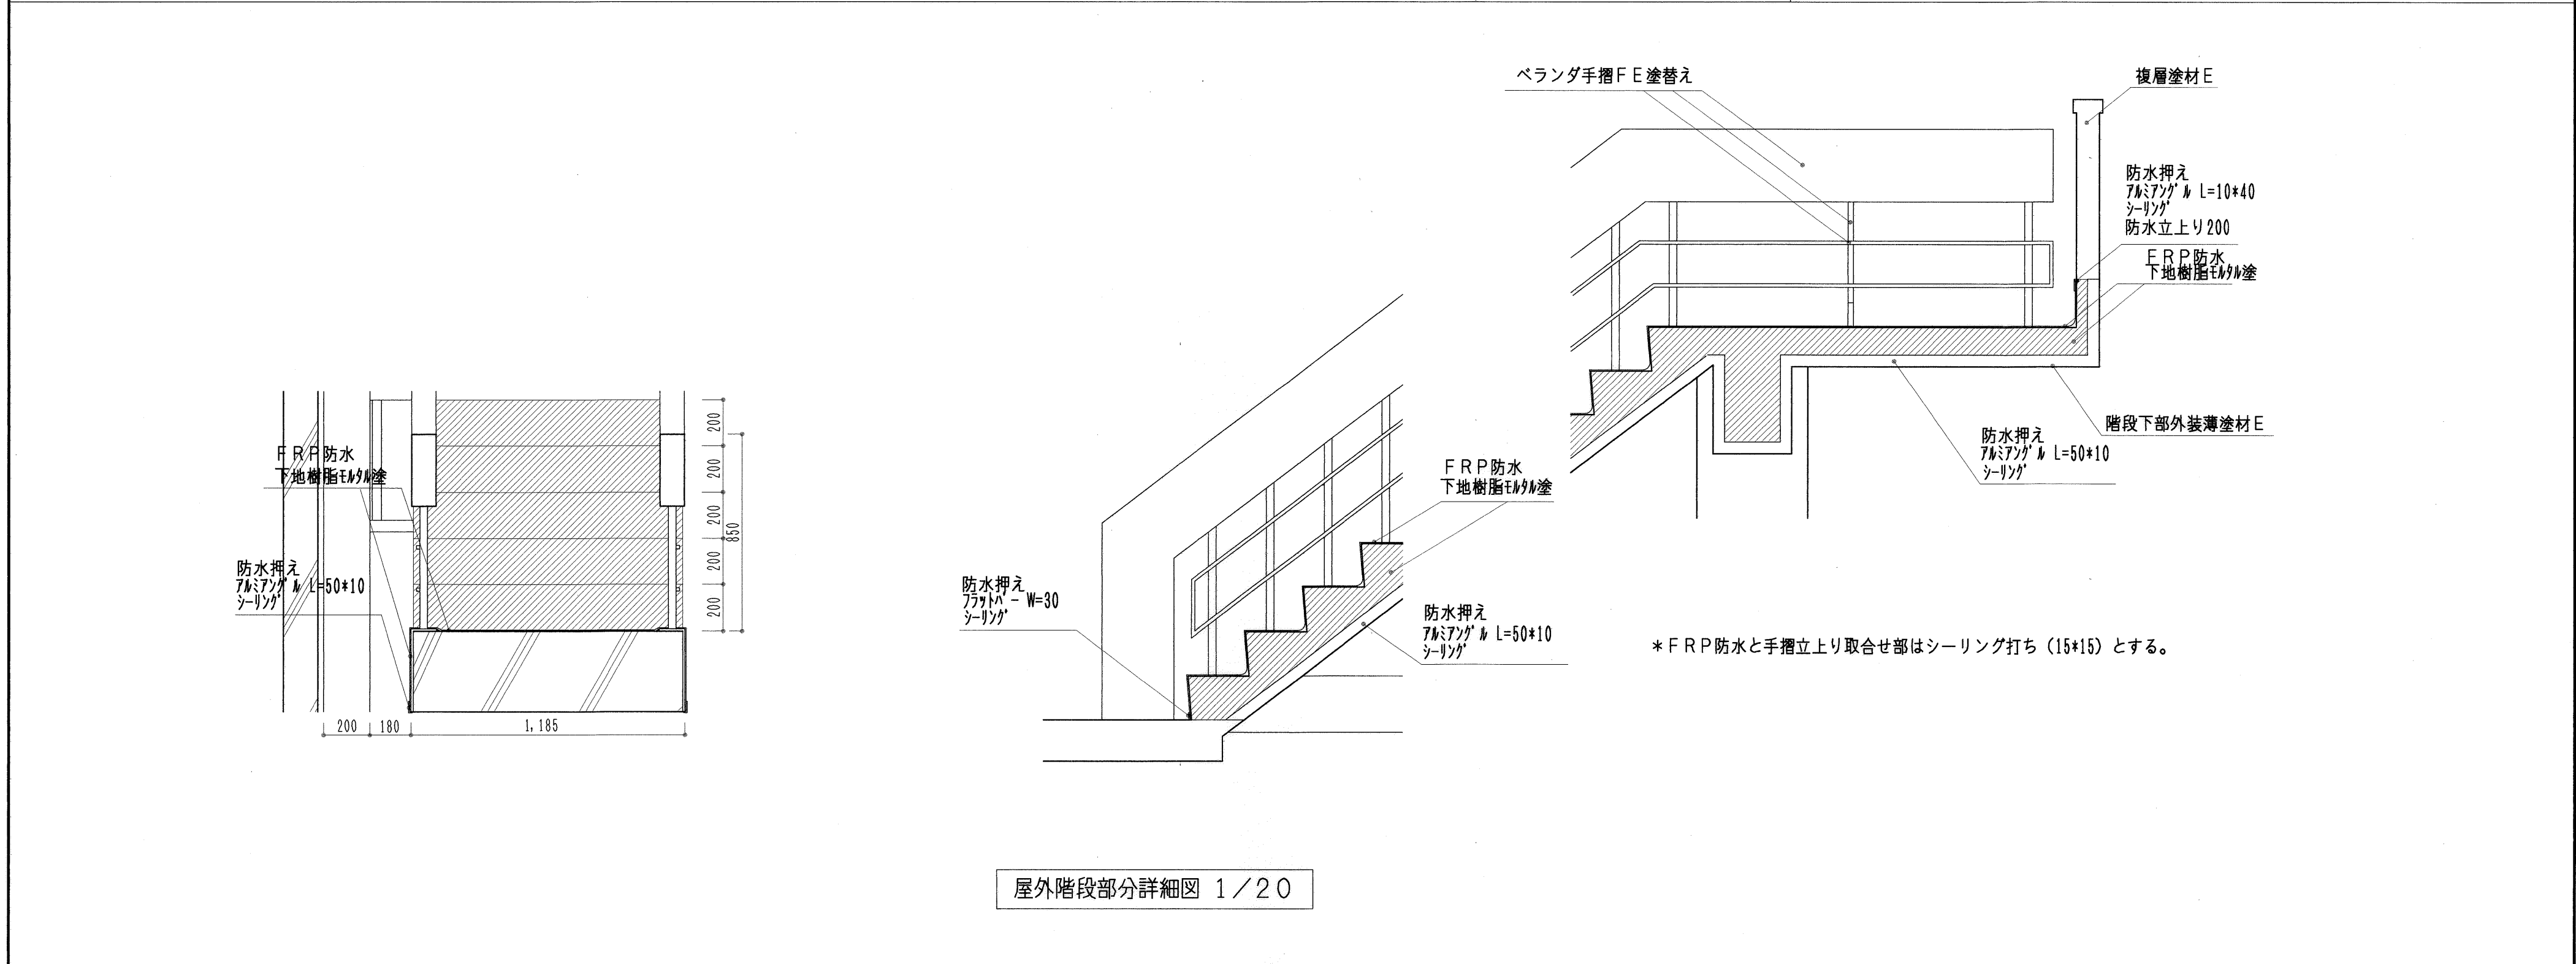 ベランダ手摺ＦＥ塗替え
複層塗材Ｅ
防水押え
ｱﾙﾐｱﾝｸﾞﾙ L=10*40
ｼｰﾘﾝｸﾞ
防水立上り200
ＦＲＰ防水
下地樹脂ﾓﾙﾀﾙ塗
階段下部外装薄塗材Ｅ
防水押え
ｱﾙﾐｱﾝｸﾞﾙ L=50*10
ｼｰﾘﾝｸﾞ
ＦＲＰ防水
下地樹脂ﾓﾙﾀﾙ塗
防水押え
ｱﾙﾐｱﾝｸﾞﾙ L=50*10
ｼｰﾘﾝｸﾞ
200
200
200
200
200
850
200
180
1,185
防水押え
ﾌﾗｯﾄﾊﾞｰ W=30
ｼｰﾘﾝｸﾞ
ＦＲＰ防水
下地樹脂ﾓﾙﾀﾙ塗
防水押え
ｱﾙﾐｱﾝｸﾞﾙ L=50*10
ｼｰﾘﾝｸﾞ
＊ＦＲＰ防水と手摺立上り取合せ部はシーリング打ち（15*15）とする。
屋外階段部分詳細図 １／２０